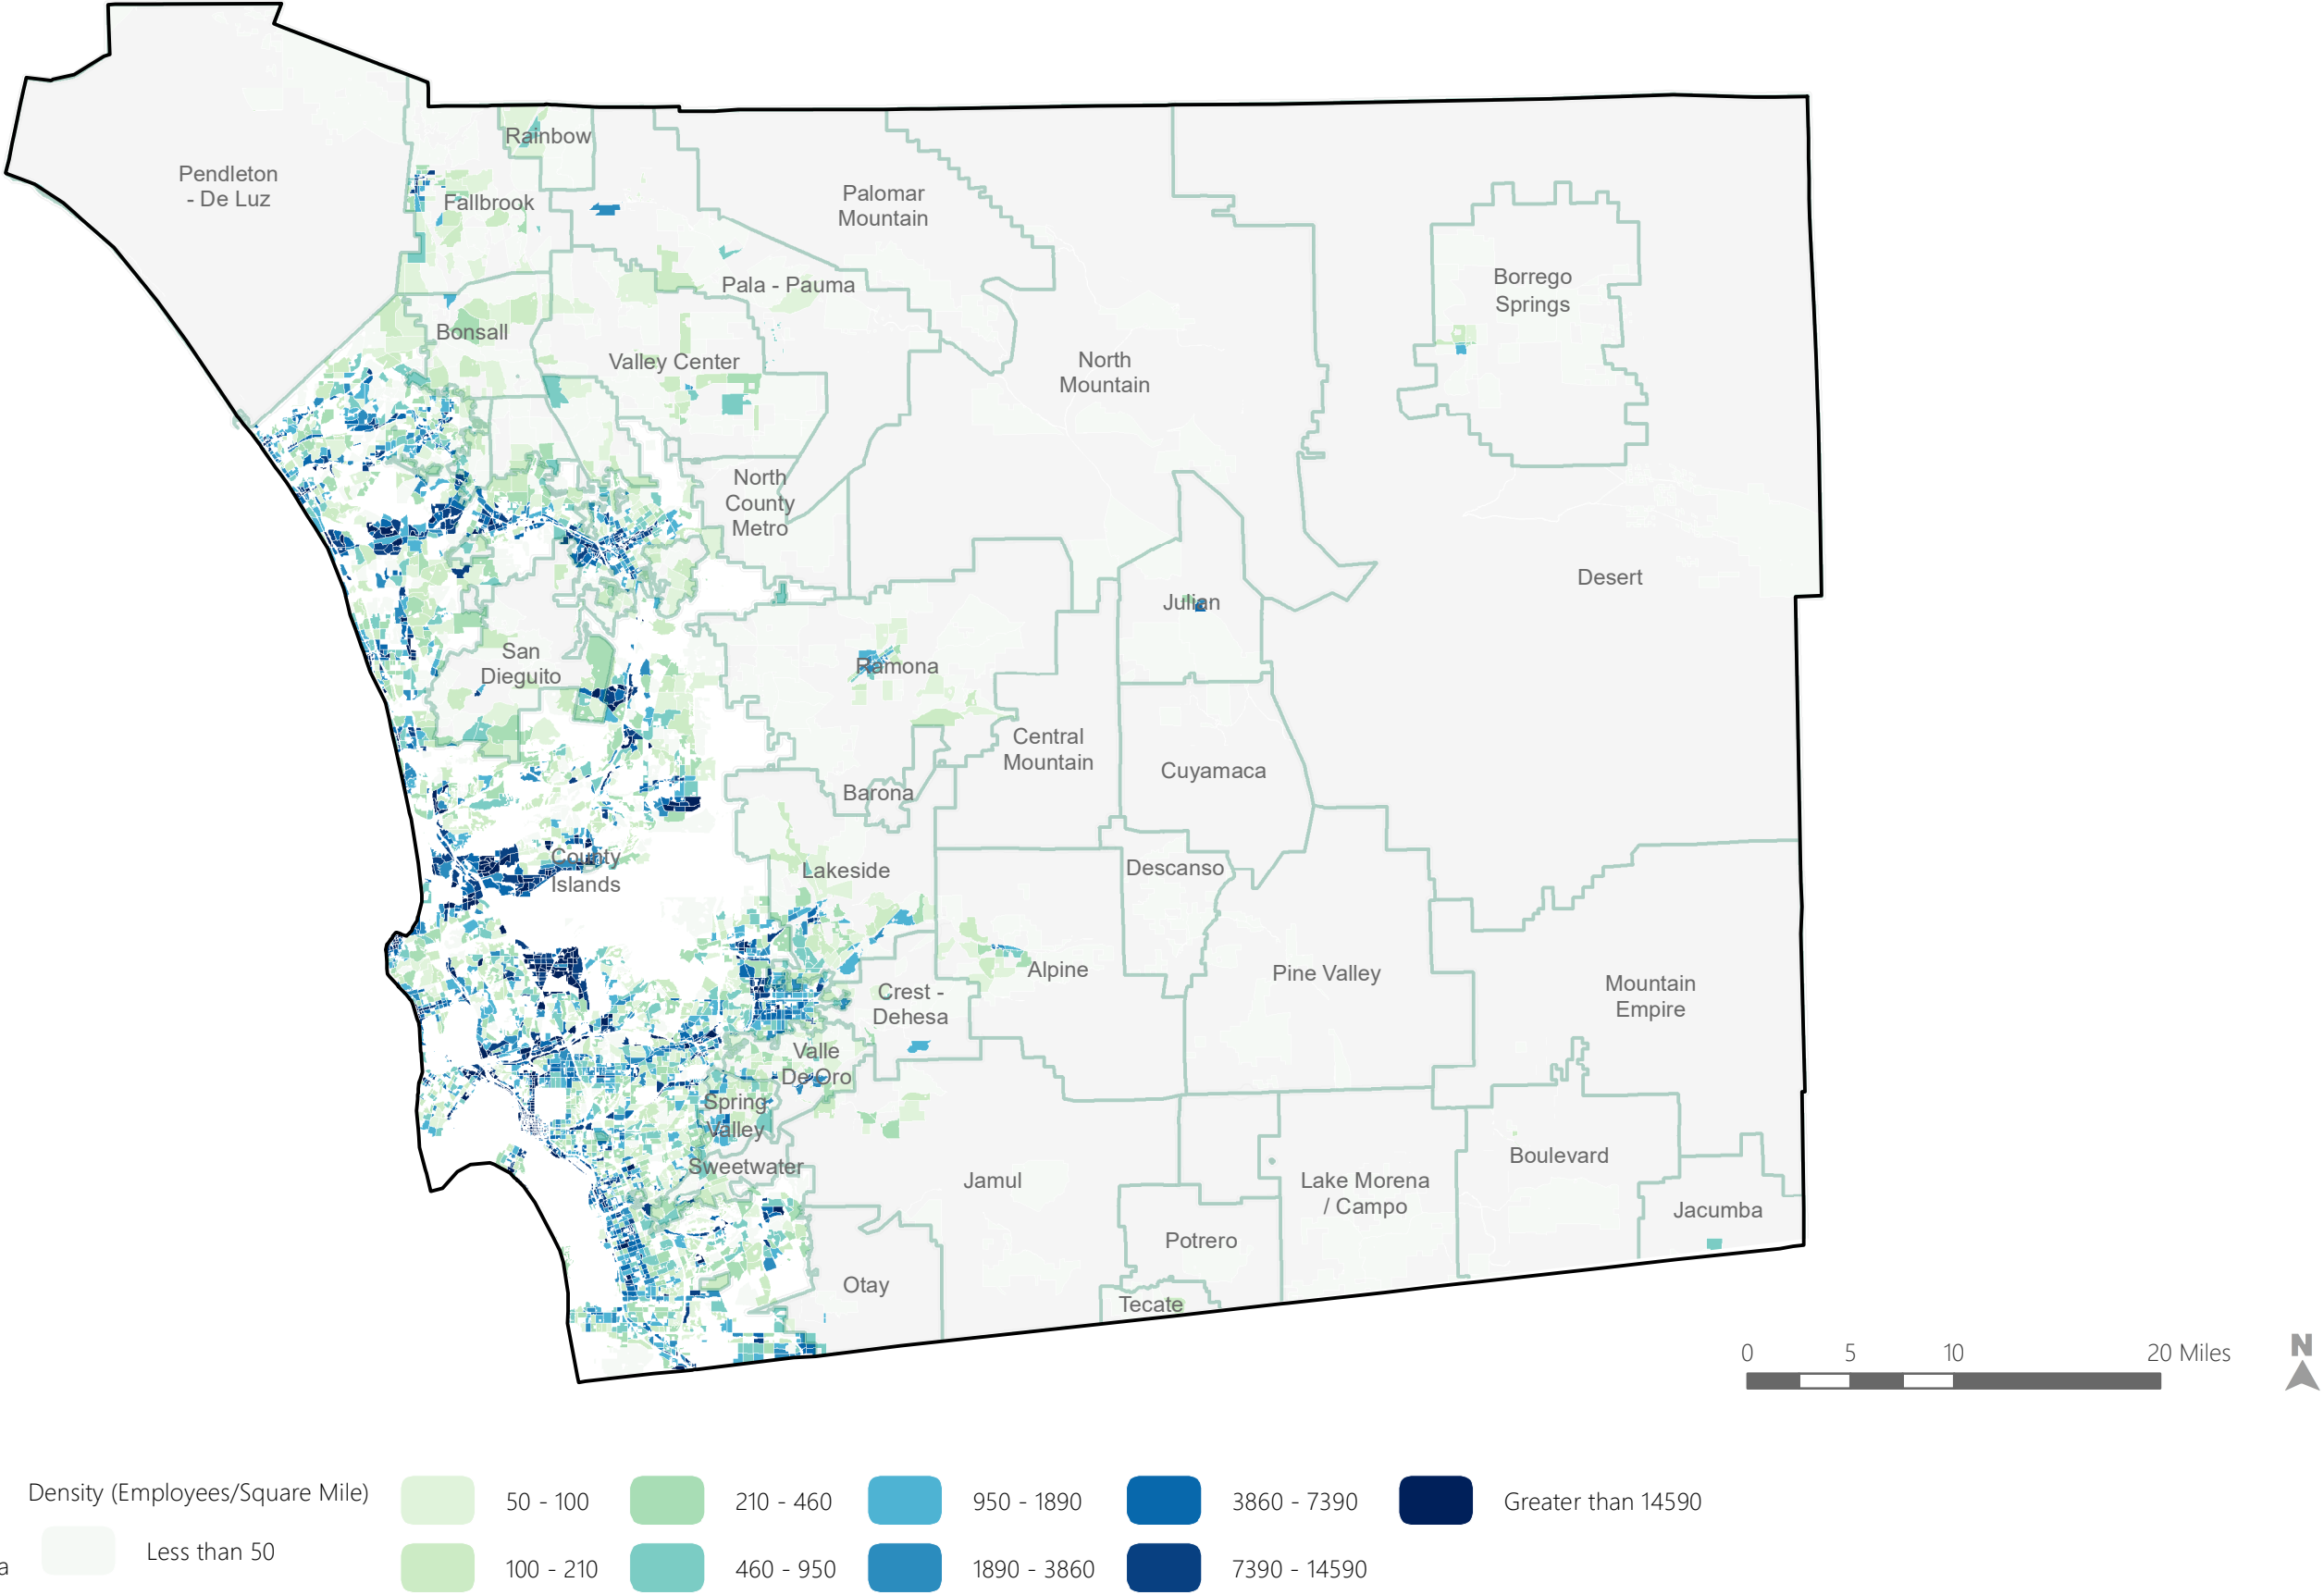 Rainbow
Pendleton
- De Luz
Fallbrook
Palomar
Mountain
Pala - Pauma
Borrego
Springs
Bonsall
Valley Center
North
Mountain
North
County
Metro
Desert
Julian
San
Dieguito
Ramona
Central
Mountain
Cuyamaca
Barona
County
Islands
Lakeside
Descanso
Alpine
Pine Valley
Crest -
Dehesa
Mountain
Empire
Valle
De Oro
Spring
Valley
Sweetwater
Jamul
Lake Morena
/ Campo
Boulevard
Jacumba
Potrero
Otay
Tecate
0 5 10 20 Miles
N
Density (Employees/Square Mile)
Less than 50
50 - 100
100 - 210
210 - 460
460 - 950
950 - 1890
1890 - 3860
3860 - 7390
7390 - 14590
Greater than 14590
a